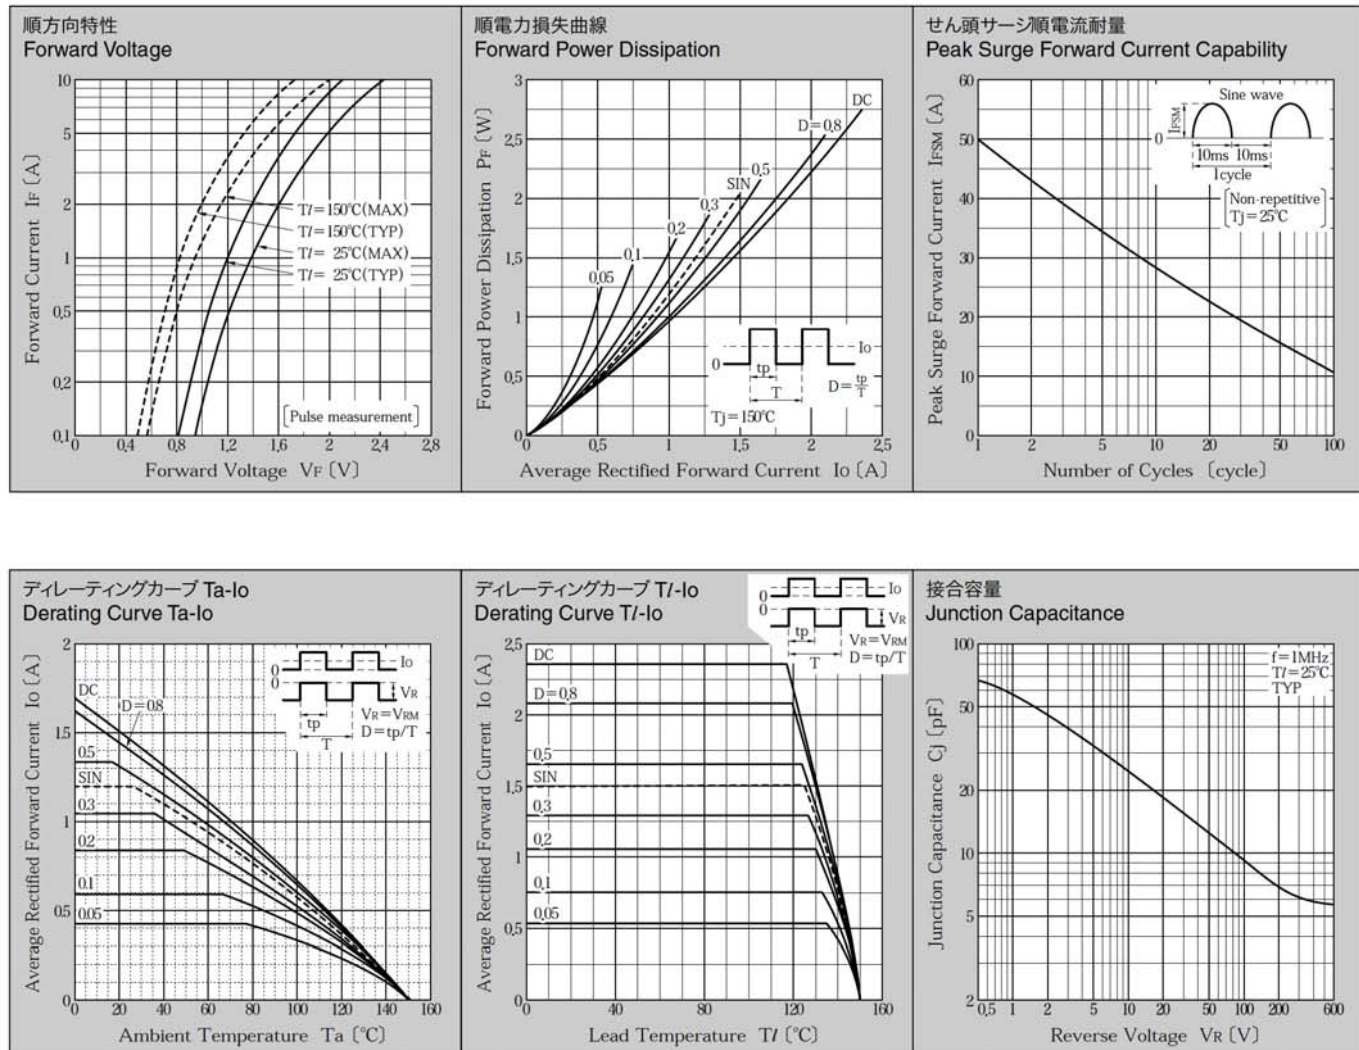 順方向特性
Forward Voltage
10
5
2
1
0.5
0.2
0.1
Forward Current IF 〔A〕
Tl=150℃(MAX)
Tl=150℃(TYP)
Tl= 25℃(MAX)
Tl= 25℃(TYP)
Pulse measurement
0 0.4 0.8 1.2 1.6 2 2.4 2.8
Forward Voltage VF〔V〕
順電力損失曲線
Forward Power Dissipation
3
2.5
2
1.5
1
0.5
0
Forward Power Dissipation PF〔W〕
DC
D=0.8
0.5
SIN
0.3
0.2
0.1
0.05
0
Io
tp
T
D=tp/T
Tj=150℃
0.5 1 1.5 2 2.5
Average Rectified Forward Current Io〔A〕
せん頭サージ順電流耐量
Peak Surge Forward Current Capability
60
50
40
30
20
10
0
Peak Surge Forward Current IFSM〔A〕
Sine wave
IFSM
0
10ms 10ms
1cycle
Non-repetitive
Tj=25℃
1 2 5 10 20 50 100
Number of Cycles 〔cycle〕
ディレーティングカーブ Ta-Io
Derating Curve Ta-Io
2
1.5
1
0.5
0
Average Rectified Forward Current Io〔A〕
DC
D=0.8
0.5
SIN
0.3
0.2
0.1
0.05
0
Io
0
VR
tp
VR=VRM
D=tp/T
T
0 20 40 60 80 100 120 140 160
Ambient Temperature Ta〔℃〕
ディレーティングカーブ Tl-Io
Derating Curve Tl-Io
0
Io
0
VR
tp
VR=VRM
T
D=tp/T
2.5
2
1.5
1
0.5
0
Average Rectified Forward Current Io〔A〕
DC
D=0.8
0.5
SIN
0.3
0.2
0.1
0.05
0 40 80 120 160
Lead Temperature Tl〔℃〕
接合容量
Junction Capacitance
100
50
20
10
5
2
Junction Capacitance Cj〔pF〕
f=1MHz
Tl=25℃
TYP
0.5 1 2 5 10 20 50 100 200 600
Reverse Voltage VR〔V〕